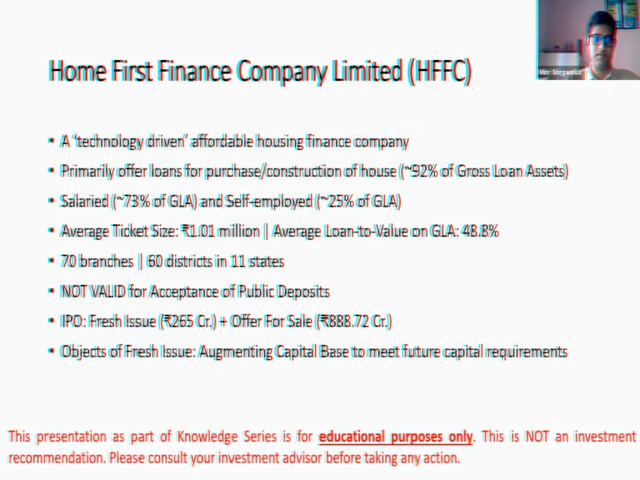 Home First Finance Company Limited (HFFC)
• A "technology driven" affordable housing finance company
• Primarily offer loans for purchase/construction of house (~92% of Gross Loan Assets)
• Salaried (~73% of GLA) and Self-employed (~25% of GLA)
• Average Ticket Size: ₹1.01 million | Average Loan-to-Value on GLA: 48.8%
• 70 branches | 60 districts in 11 states
• NOT VALID for Acceptance of Public Deposits
• IPO: Fresh Issue (₹265 Cr.) + Offer For Sale (₹888.72 Cr.)
• Objects of Fresh Issue: Augmenting Capital Base to meet future capital requirements
This presentation as part of Knowledge Series is for educational purposes only. This is NOT an investment
recommendation. Please consult your investment advisor before taking any action.